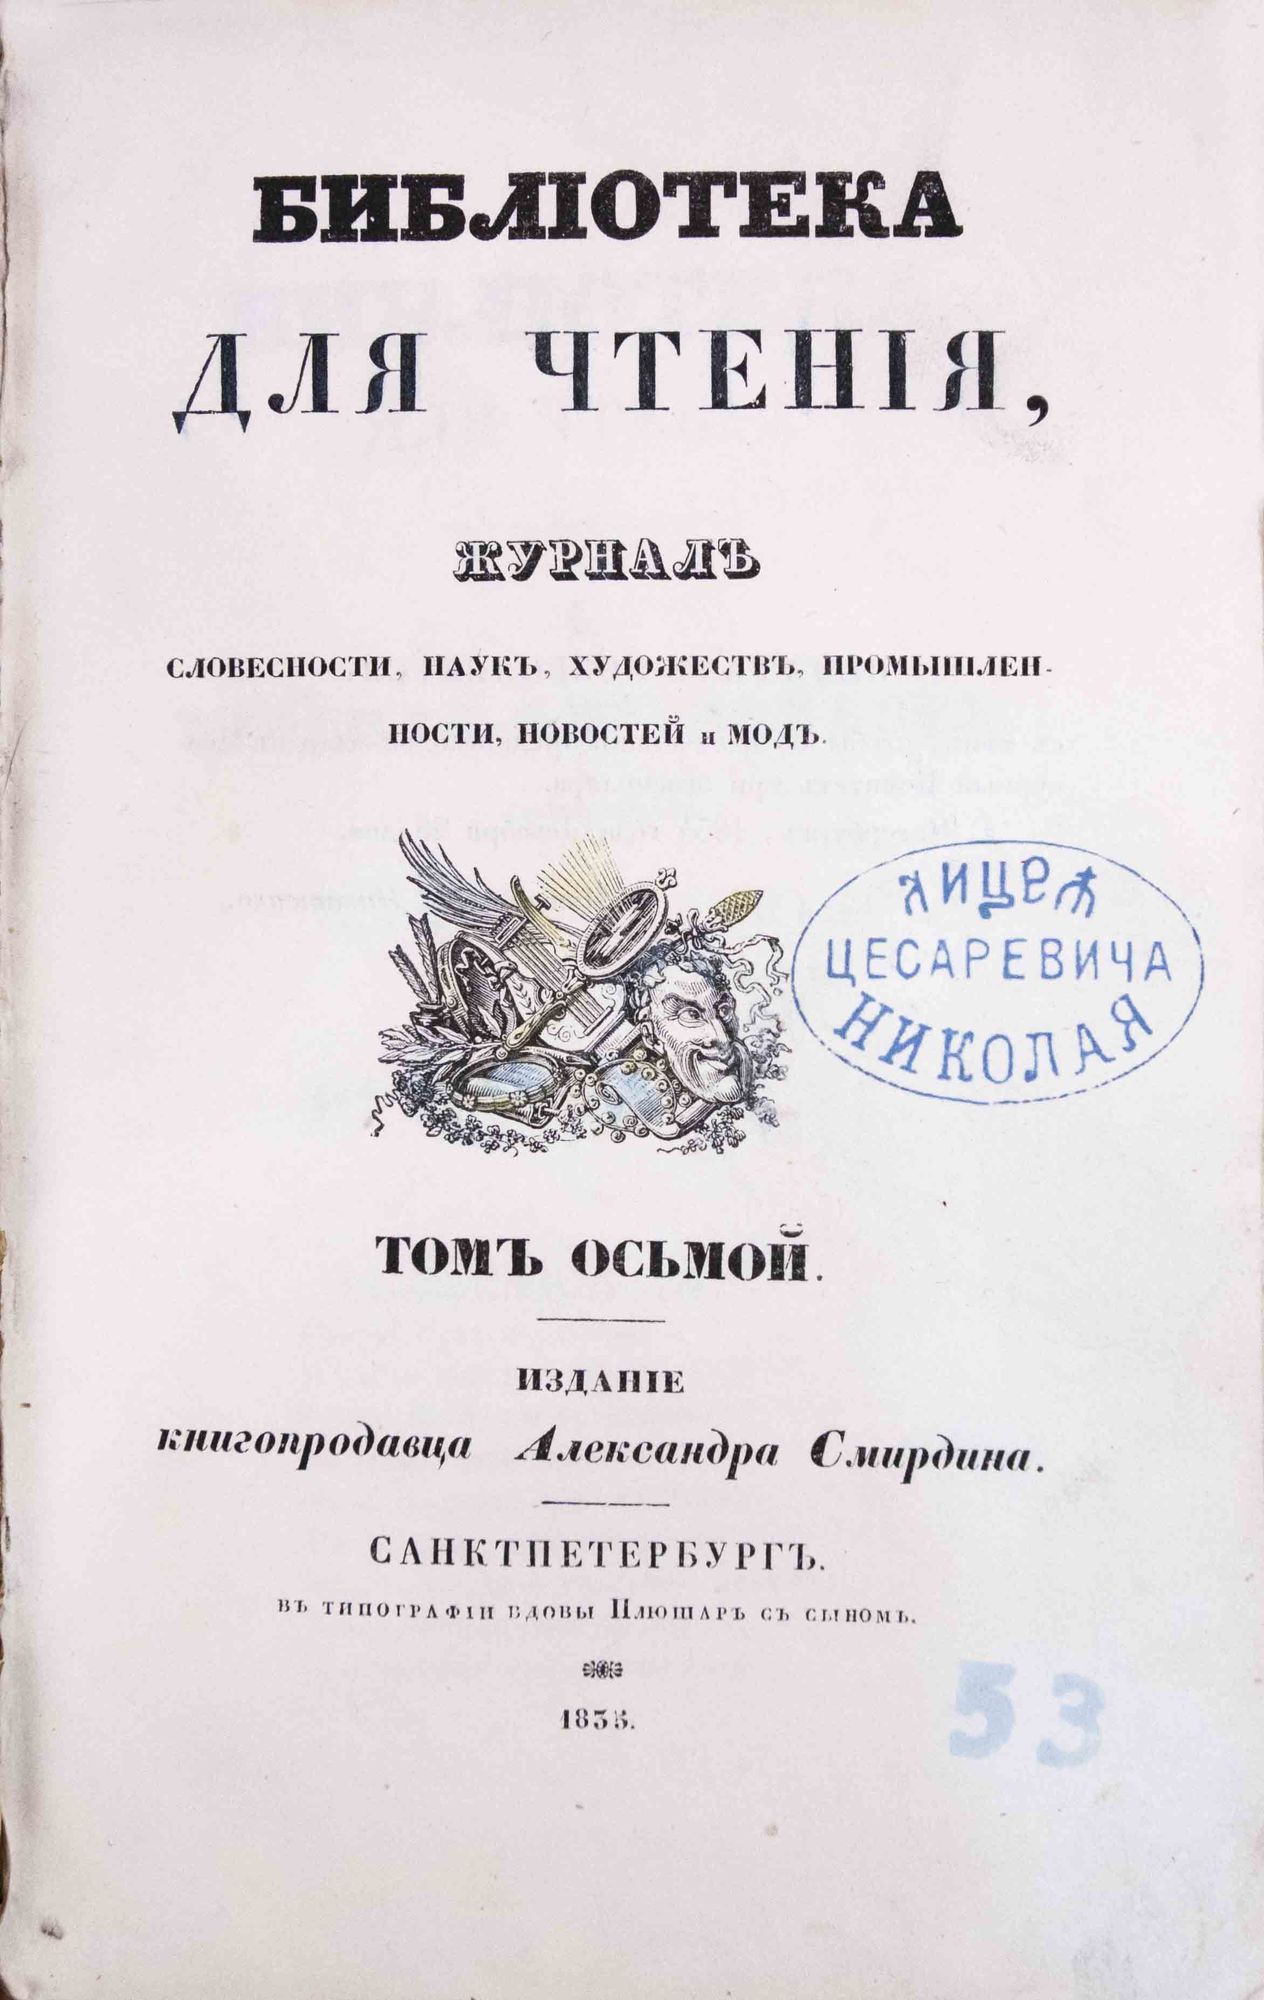 БИБЛІОТЕКА
ДЛЯ ЧТЕНІЯ,
ЖУРНАЛЪ
СЛОВЕСНОСТИ, НАУКЪ, ХУДОЖЕСТВЪ, ПРОМЫШЛЕН-
НОСТИ, НОВОСТЕЙ и МОДЪ.
ЛИЦЕЯ
ЦЕСАРЕВИЧА
НИКОЛАЯ
ТОМЪ ОСЬМОЙ.
ИЗДАНІЕ
книгопродавца Александра Смирдина.
САНКТПЕТЕРБУРГЪ.
ВЪ ТИПОГРАФІИ ВДОВЫ ПЛЮШАРЪ СЪ СЫНОМЪ.
1835.
53